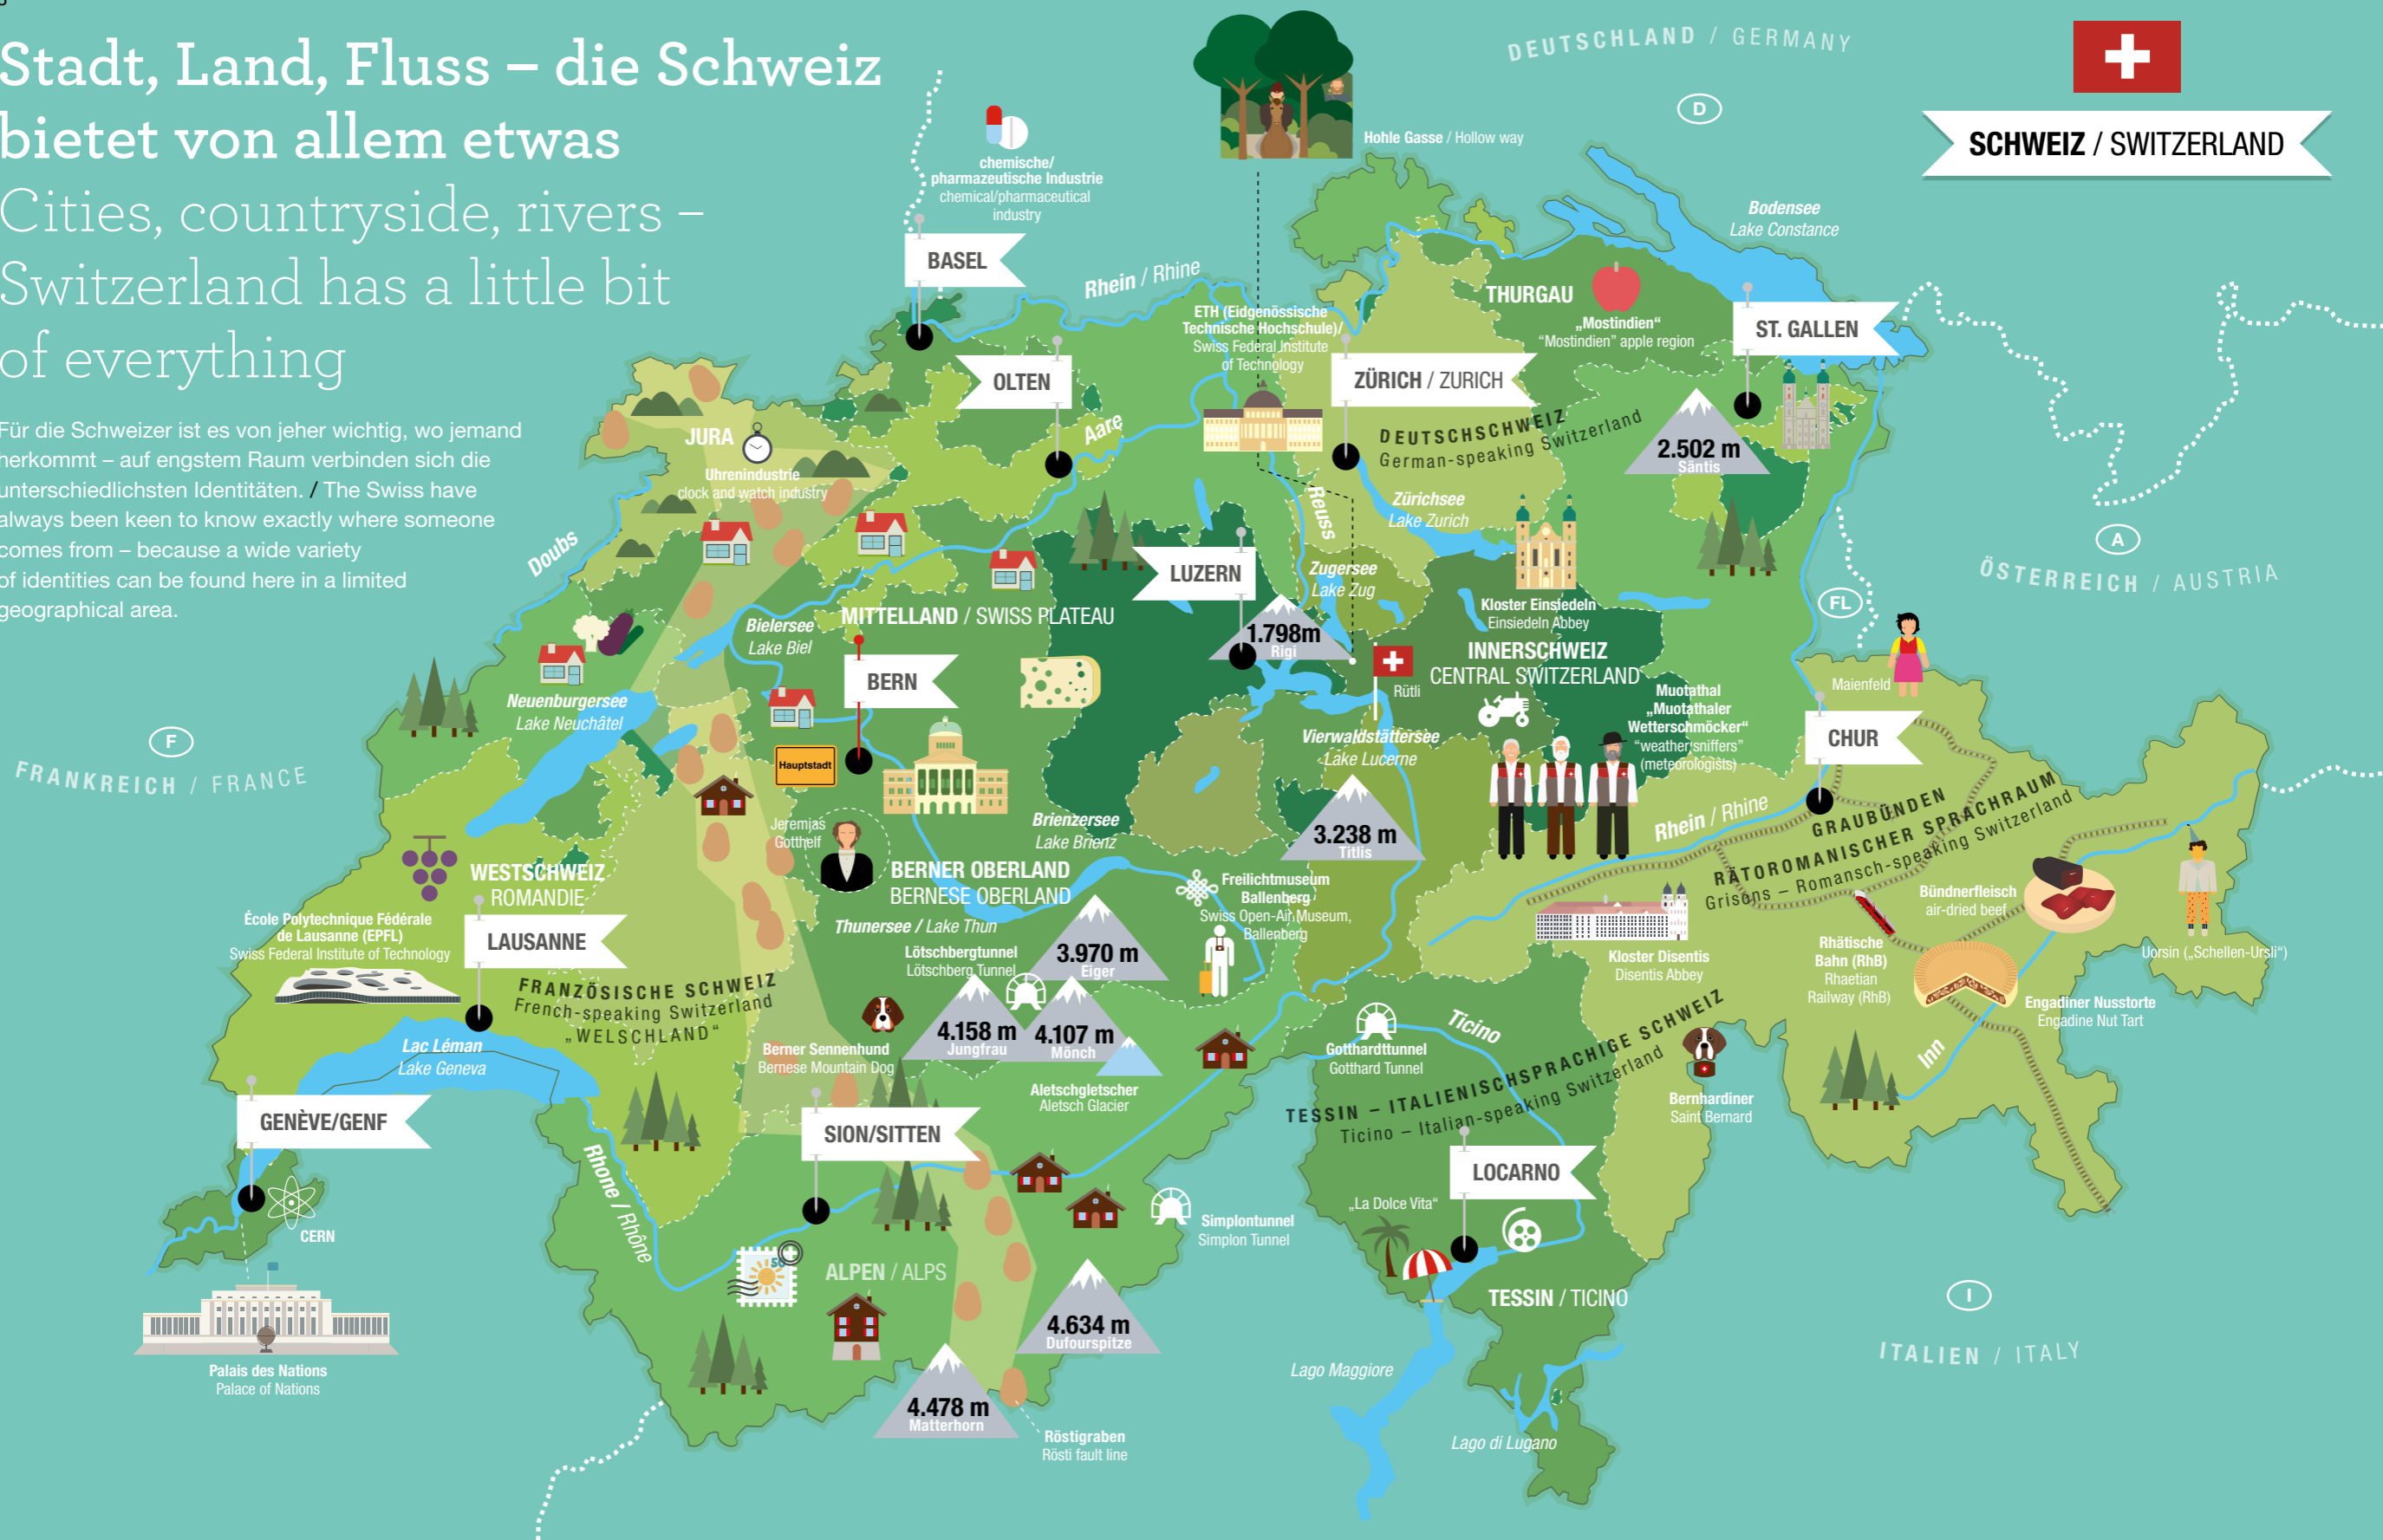 Stadt, Land, Fluss – die Schweiz
bietet von allem etwas
Cities, countryside, rivers –
Switzerland has a little bit
of everything
Für die Schweizer ist es von jeher wichtig, wo jemand
herkommt – auf engstem Raum verbinden sich die
unterschiedlichsten Identitäten. / The Swiss have
always been keen to know exactly where someone
comes from – because a wide variety
of identities can be found here in a limited
geographical area.
DEUTSCHLAND / GERMANY
D
SCHWEIZ / SWITZERLAND
Hohle Gasse / Hollow way
chemische/
pharmazeutische Industrie
chemical/pharmaceutical
industry
BASEL
Rhein / Rhine
Bodensee
Lake Constance
THURGAU
„Mostindien“
“Mostindien” apple region
ST. GALLEN
ETH (Eidgenössische
Technische Hochschule)/
Swiss Federal Institute
of Technology
OLTEN
ZÜRICH / ZURICH
Aare
DEUTSCHSCHWEIZ
German-speaking Switzerland
2.502 m
Säntis
JURA
Uhrenindustrie
clock and watch industry
Reuss
Zürichsee
Lake Zurich
Doubs
A
ÖSTERREICH / AUSTRIA
LUZERN
Zugersee
Lake Zug
FL
Kloster Einsiedeln
Einsiedeln Abbey
MITTELLAND / SWISS PLATEAU
Bielersee
Lake Biel
1.798m
Rigi
INNERSCHWEIZ
CENTRAL SWITZERLAND
BERN
Rütli
Maienfeld
Muotathal
„Muotathaler
Wetterschmöcker“
“weather sniffers”
(meteorologists)
Neuenburgersee
Lake Neuchâtel
CHUR
F
FRANKREICH / FRANCE
Hauptstadt
Vierwaldstättersee
Lake Lucerne
Jeremias
Gotthelf
Brienzersee
Lake Brienz
3.238 m
Titlis
Rhein / Rhine
GRAUBÜNDEN
RÄTOROMANISCHER SPRACHRAUM
Grisons – Romansch-speaking Switzerland
WESTSCHWEIZ
ROMANDIE
BERNER OBERLAND
BERNESE OBERLAND
Freilichtmuseum
Ballenberg
Swiss Open-Air Museum,
Ballenberg
Bündnerfleisch
air-dried beef
École Polytechnique Fédérale
de Lausanne (EPFL)
Swiss Federal Institute of Technology
LAUSANNE
Thunersee / Lake Thun
Lötschbergtunnel
Lötschberg Tunnel
3.970 m
Eiger
Kloster Disentis
Disentis Abbey
Rhätische
Bahn (RhB)
Rhaetian
Railway (RhB)
Uorsin („Schellen-Ursli“)
FRANZÖSISCHE SCHWEIZ
French-speaking Switzerland
„WELSCHLAND“
Engadiner Nusstorte
Engadine Nut Tart
4.158 m
Jungfrau
4.107 m
Mönch
Ticino
Gotthardtunnel
Gotthard Tunnel
Lac Léman
Lake Geneva
Berner Sennenhund
Bernese Mountain Dog
Inn
Aletschgletscher
Aletsch Glacier
TESSIN – ITALIENISCHSPRACHIGE SCHWEIZ
Ticino – Italian-speaking Switzerland
Bernhardiner
Saint Bernard
GENÈVE/GENF
SION/SITTEN
LOCARNO
Rhone / Rhône
„La Dolce Vita“
CERN
Simplontunnel
Simplon Tunnel
50
ALPEN / ALPS
TESSIN / TICINO
I
ITALIEN / ITALY
4.634 m
Dufourspitze
Palais des Nations
Palace of Nations
Lago Maggiore
4.478 m
Matterhorn
Röstigraben
Rösti fault line
Lago di Lugano